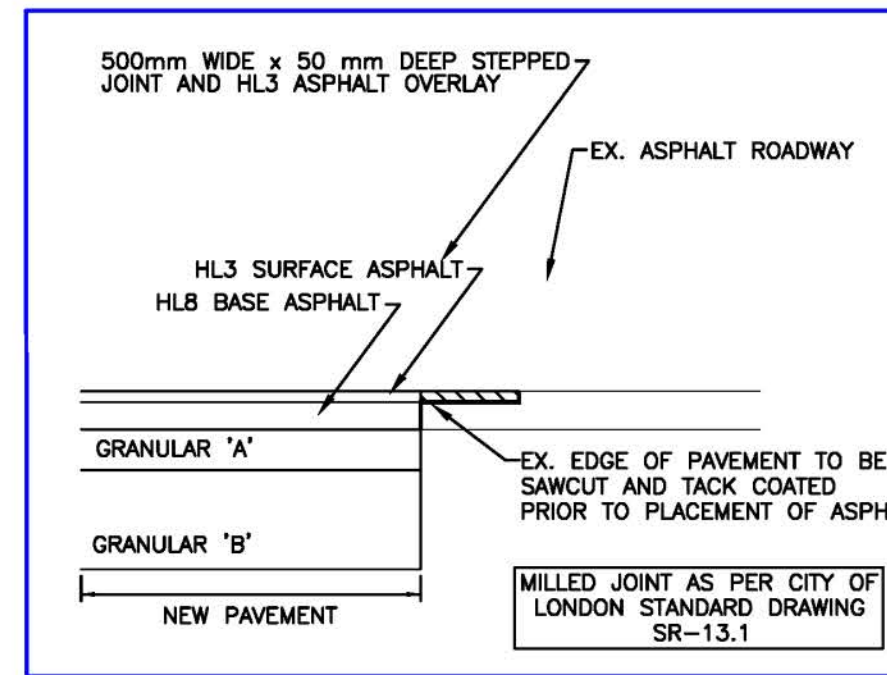 500mm WIDE x 50 mm DEEP STEPPED
JOINT AND HL3 ASPHALT OVERLAY
EX. ASPHALT ROADWAY
HL3 SURFACE ASPHALT
HL8 BASE ASPHALT
GRANULAR 'A'
EX. EDGE OF PAVEMENT TO BE
SAWCUT AND TACK COATED
PRIOR TO PLACEMENT OF ASPH
GRANULAR 'B'
NEW PAVEMENT
MILLED JOINT AS PER CITY OF
LONDON STANDARD DRAWING
SR-13.1